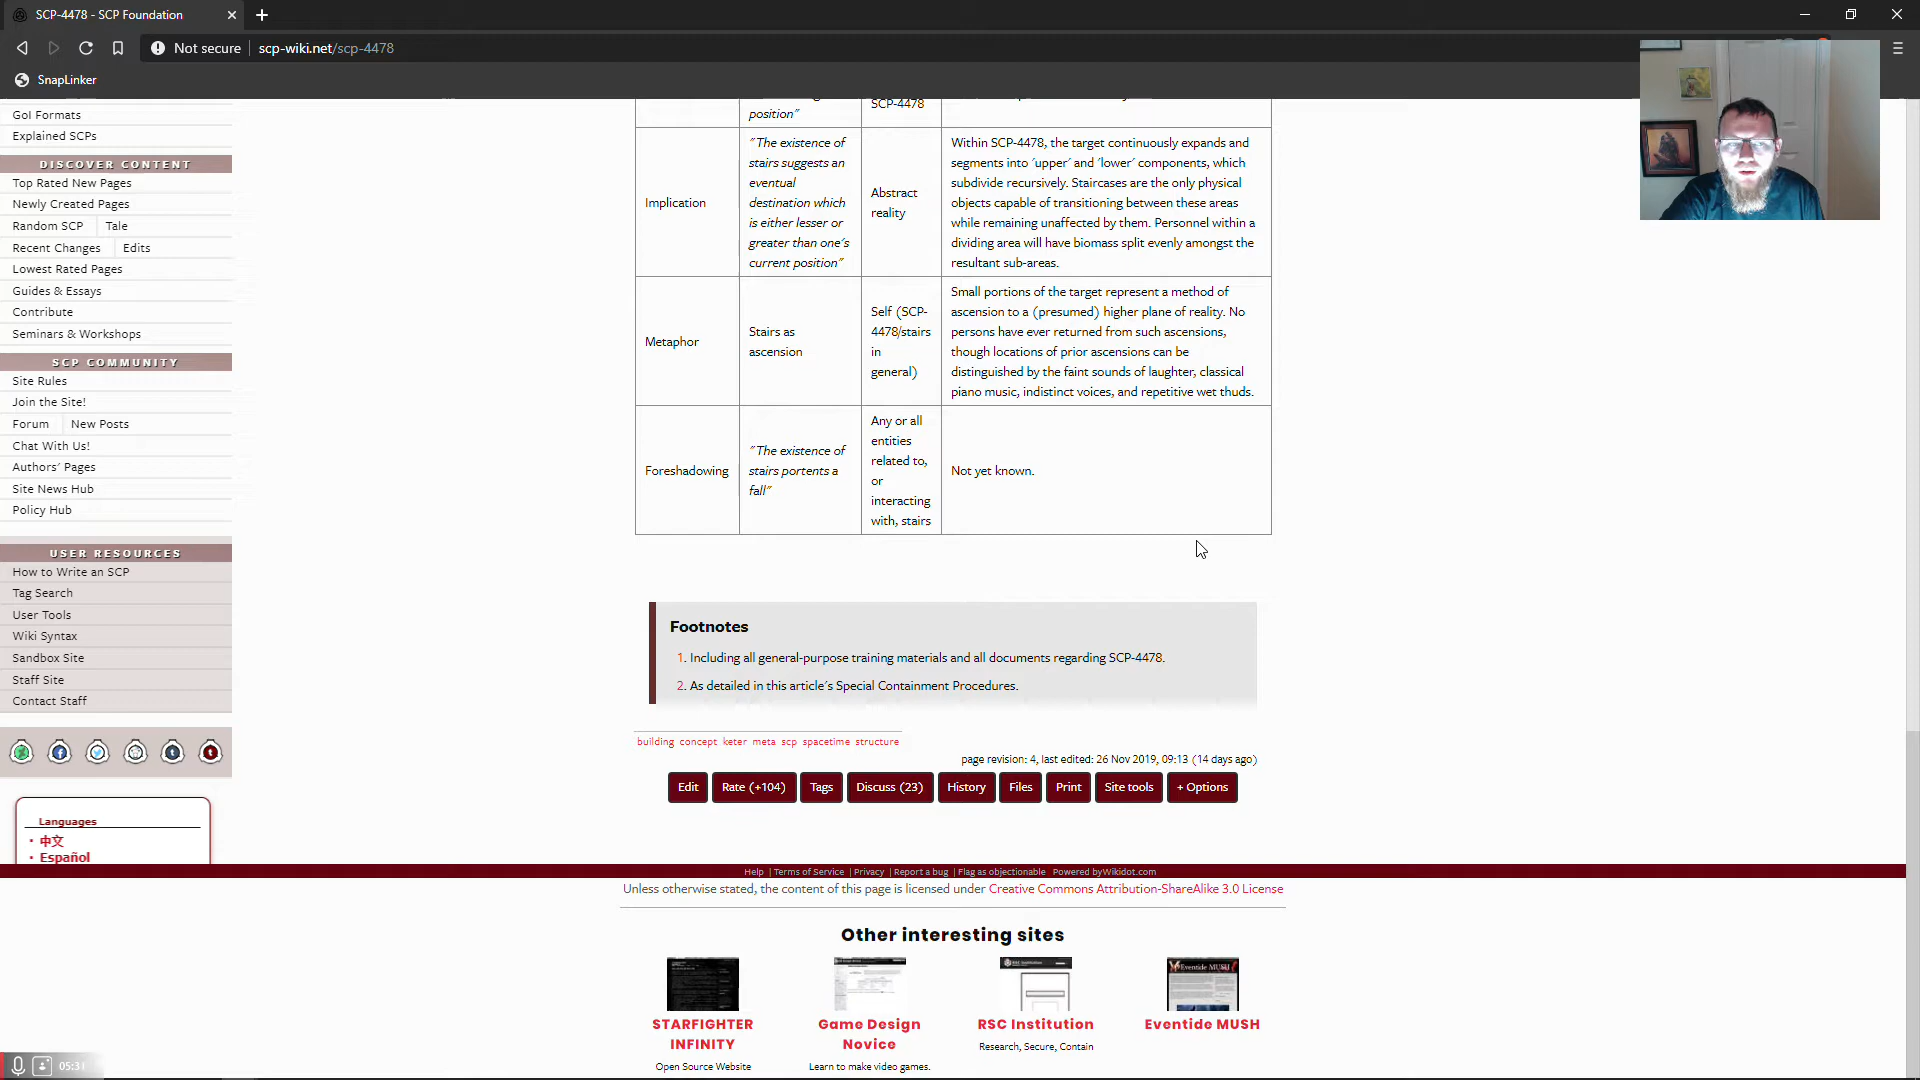 SCP-4478 - SCP Foundation
Not secure
scp-wiki.net/scp-4478
SnapLinker
GoI Formats
Explained SCPs
DISCOVER CONTENT
Top Rated New Pages
Newly Created Pages
Random SCP
Tale
Recent Changes
Edits
Lowest Rated Pages
Guides & Essays
Contribute
Seminars & Workshops
SCP COMMUNITY
Site Rules
Join the Site!
Forum
New Posts
Chat With Us!
Authors' Pages
Site News Hub
Policy Hub
USER RESOURCES
How to Write an SCP
Tag Search
User Tools
Wiki Syntax
Sandbox Site
Staff Site
Contact Staff
Languages
中文
Español
position"
SCP-4478
Implication
"The existence of
stairs suggests an
eventual
destination which
is either lesser or
greater than one's
current position"
Abstract
reality
Within SCP-4478, the target continuously expands and
segments into 'upper' and 'lower' components, which
subdivide recursively. Staircases are the only physical
objects capable of transitioning between these areas
while remaining unaffected by them. Personnel within a
dividing area will have biomass split evenly amongst the
resultant sub-areas.
Metaphor
Stairs as
ascension
Self (SCP-
4478/stairs
in
general)
Small portions of the target represent a method of
ascension to a (presumed) higher plane of reality. No
persons have ever returned from such ascensions,
though locations of prior ascensions can be
distinguished by the faint sounds of laughter, classical
piano music, indistinct voices, and repetitive wet thuds.
Foreshadowing
"The existence of
stairs portents a
fall"
Any or all
entities
related to,
or
interacting
with, stairs
Not yet known.
Footnotes
1. Including all general-purpose training materials and all documents regarding SCP-4478.
2. As detailed in this article's Special Containment Procedures.
building concept keter meta scp spacetime structure
page revision: 4, last edited: 26 Nov 2019, 09:13 (14 days ago)
Edit
Rate (+104)
Tags
Discuss (23)
History
Files
Print
Site tools
+ Options
Help | Terms of Service | Privacy | Report a bug | Flag as objectionable Powered byWikidot.com
Unless otherwise stated, the content of this page is licensed under Creative Commons Attribution-ShareAlike 3.0 License
Other interesting sites
Eventide MUSH
STARFIGHTER
INFINITY
Open Source Website
Game Design
Novice
Learn to make video games.
RSC Institution
Research, Secure, Contain
Eventide MUSH
05:31